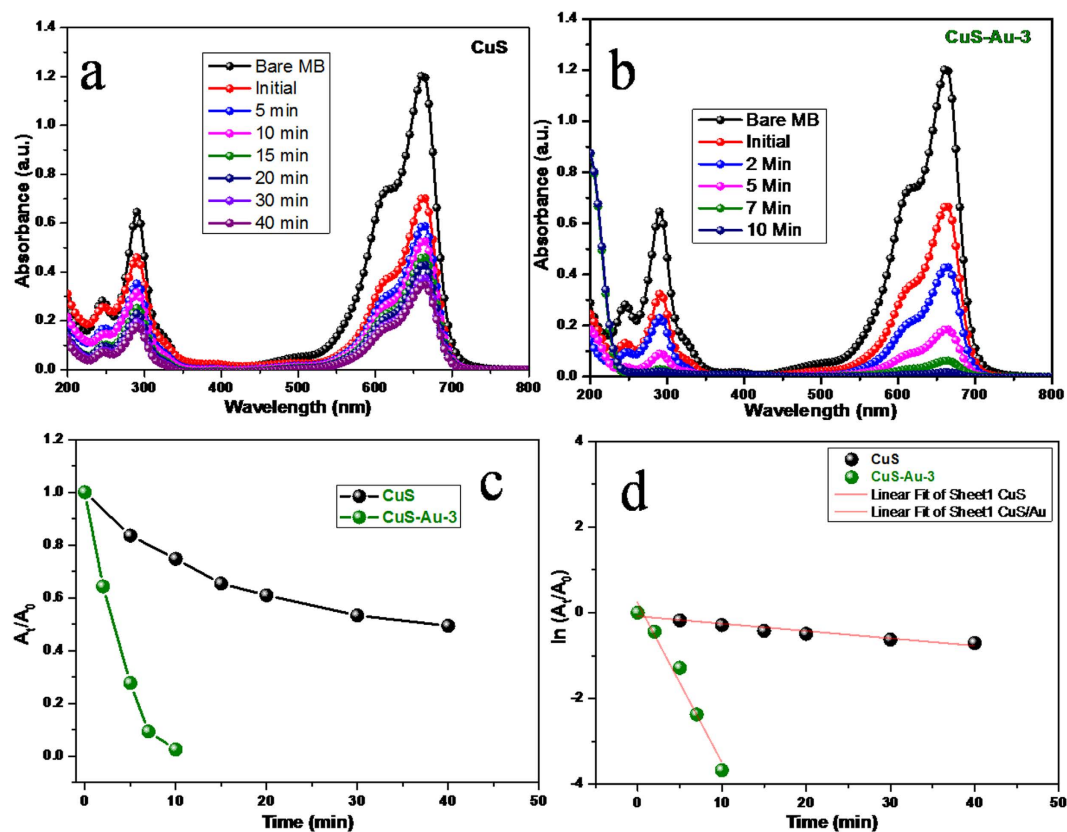 a
CuS
Bare MB
Initial
5 min
10 min
15 min
20 min
30 min
40 min
Absorbance (a.u.)
1.4
1.2
1.0
0.8
0.6
0.4
0.2
0.0
200 300 400 500 600 700 800
Wavelength (nm)
b
CuS-Au-3
Bare MB
Initial
2 Min
5 Min
7 Min
10 Min
Absorbance (a.u.)
1.4
1.2
1.0
0.8
0.6
0.4
0.2
0.0
200 300 400 500 600 700 800
Wavelength (nm)
c
CuS
CuS-Au-3
At/A0
1.2
1.0
0.8
0.6
0.4
0.2
0.0
0 10 20 30 40 50
Time (min)
d
CuS
CuS-Au-3
Linear Fit of Sheet1 CuS
Linear Fit of Sheet1 CuS/Au
ln (At/A0)
4
2
0
-2
-4
0 10 20 30 40 50
Time (min)